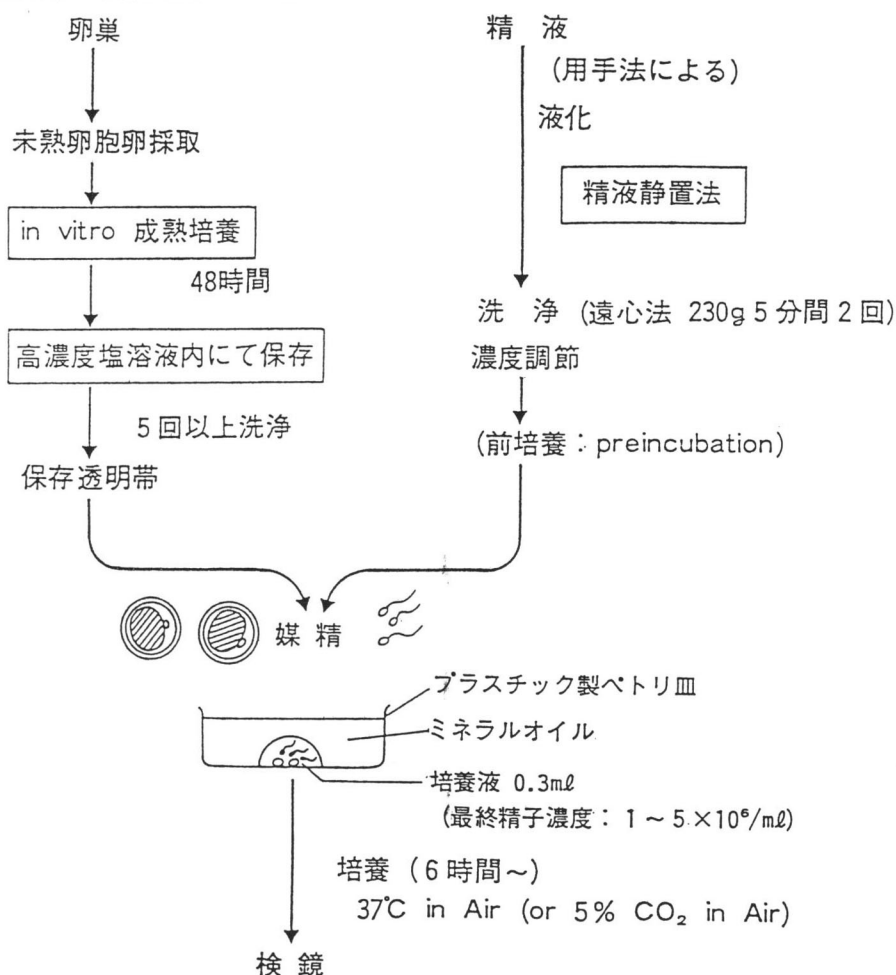 卵巣
未熟卵胞卵採取
in vitro 成熟培養
48時間
高濃度塩溶液内にて保存
5回以上洗浄
保存透明帯
精 液
(用手法による)
液化
精液静置法
洗 浄 (遠心法 230g 5分間2回)
濃度調節
(前培養：preincubation)
媒 精
プラスチック製ペトリ皿
ミネラルオイル
培養液 0.3mℓ
(最終精子濃度：1~5×10⁶/mℓ)
培養 (6時間~)
37℃ in Air (or 5% CO₂ in Air)
検 鏡